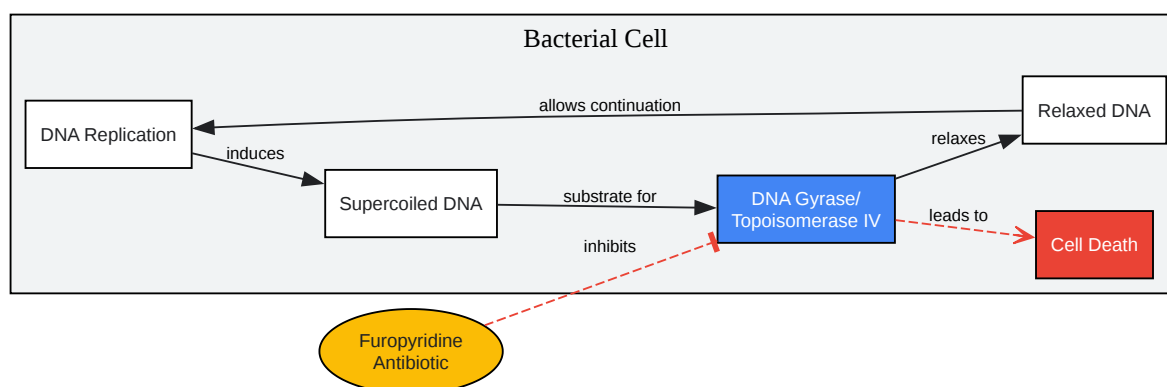 Bacterial Cell
allows continuation
Relaxed DNA
DNA Replication
induces
relaxes
Supercoiled DNA
substrate for
DNA Gyrase/
Topoisomerase IV
leads to
Cell Death
inhibits
Furopyridine
Antibiotic